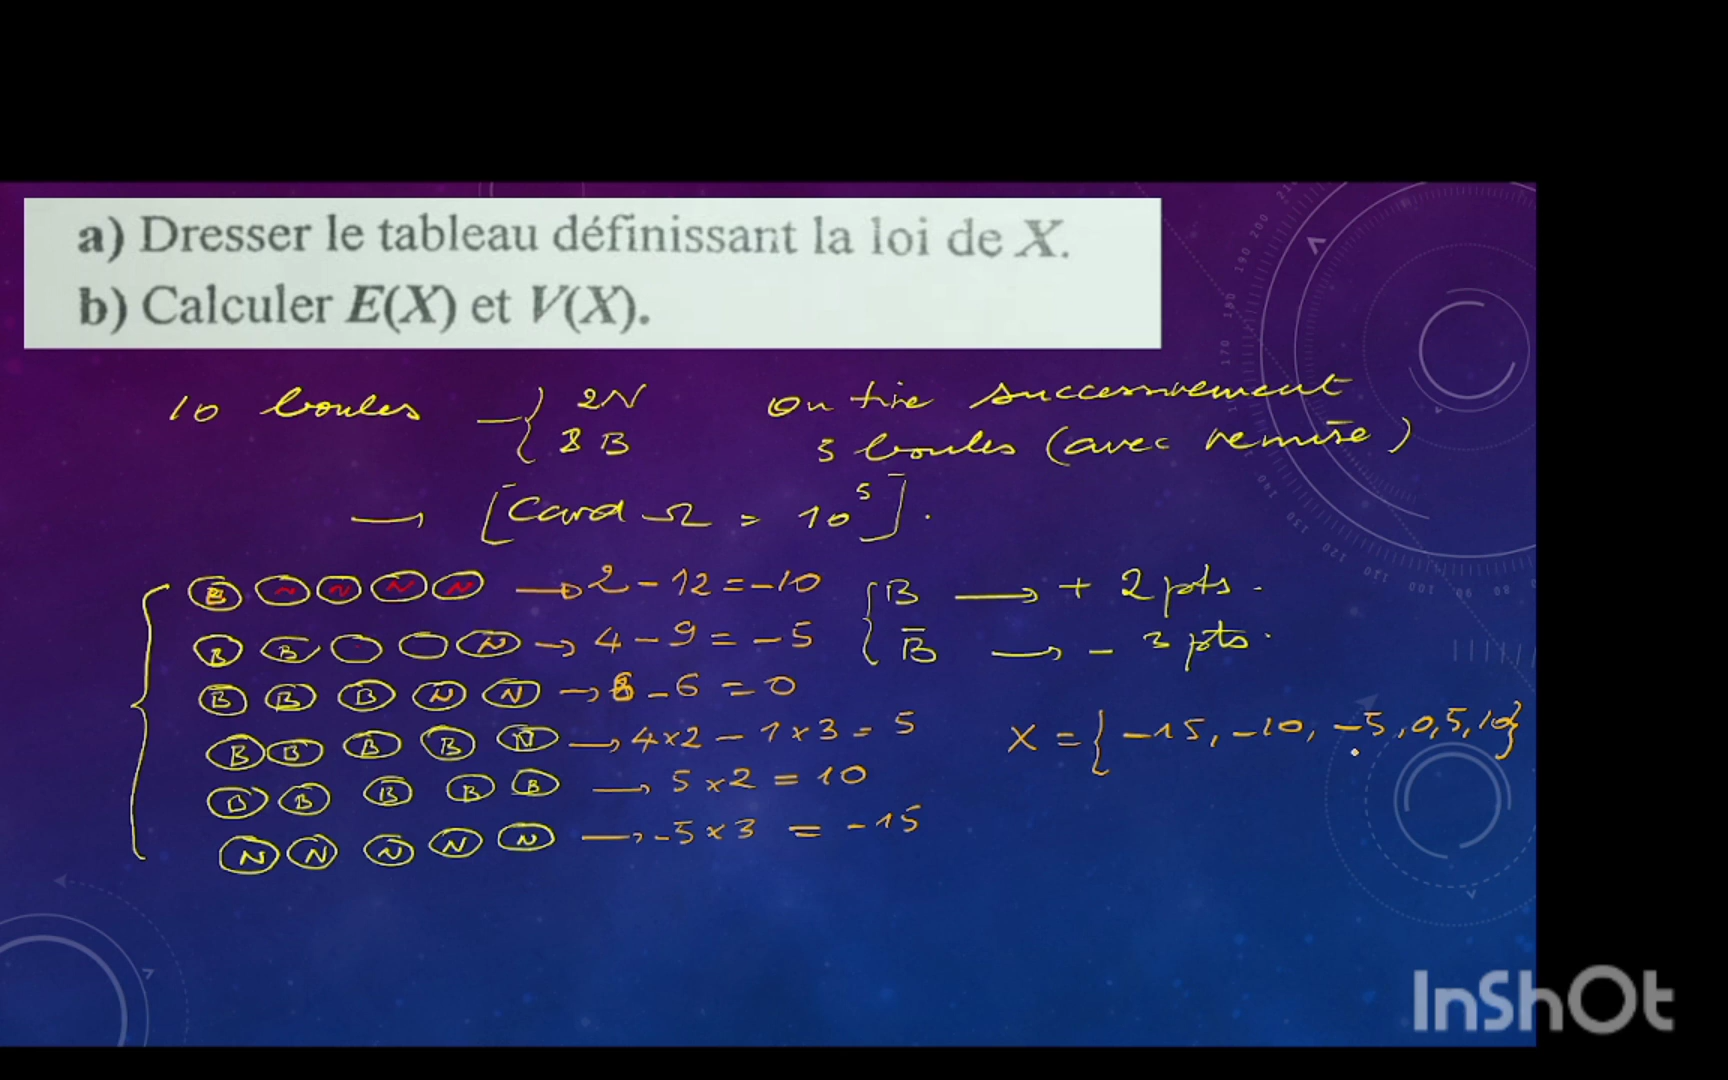 a) Dresser le tableau définissant la loi de X.
b) Calculer E(X) et V(X).
10 boules { 2N on tire successivement
8 B 5 boules (avec remise)
→ [Card Ω = 10^5].
B N N N N → 2 - 12 = -10 { B → + 2 pts.
B B N → 4 - 9 = -5 B̄ → - 3 pts.
B B B N N → 6 - 6 = 0
B B B B N → 4×2 - 1×3 = 5 X = { -15, -10, -5, 0, 5, 10}
B B B B B → 5×2 = 10
N N N N N → -5×3 = -15
InShOt